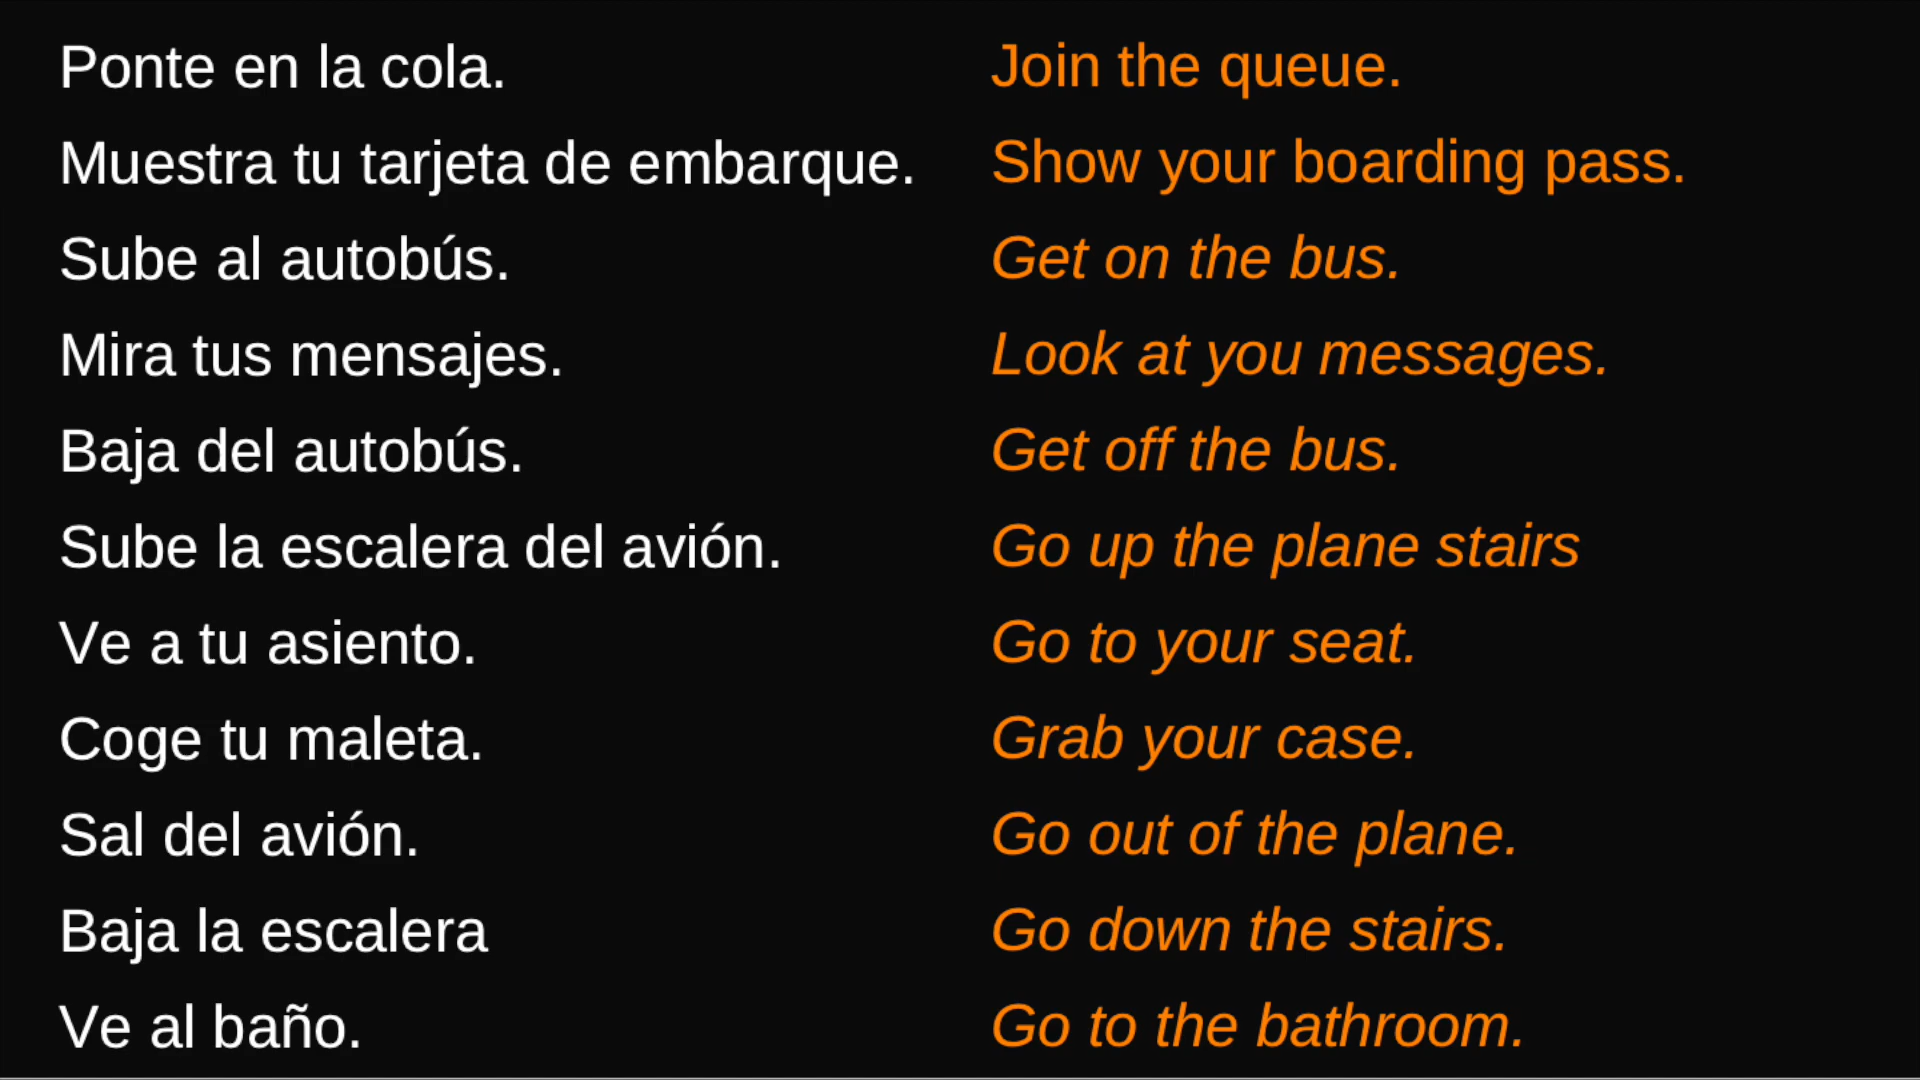 Ponte en la cola. Join the queue.
Muestra tu tarjeta de embarque. Show your boarding pass.
Sube al autobús. Get on the bus.
Mira tus mensajes. Look at you messages.
Baja del autobús. Get off the bus.
Sube la escalera del avión. Go up the plane stairs
Ve a tu asiento. Go to your seat.
Coge tu maleta. Grab your case.
Sal del avión. Go out of the plane.
Baja la escalera Go down the stairs.
Ve al baño. Go to the bathroom.